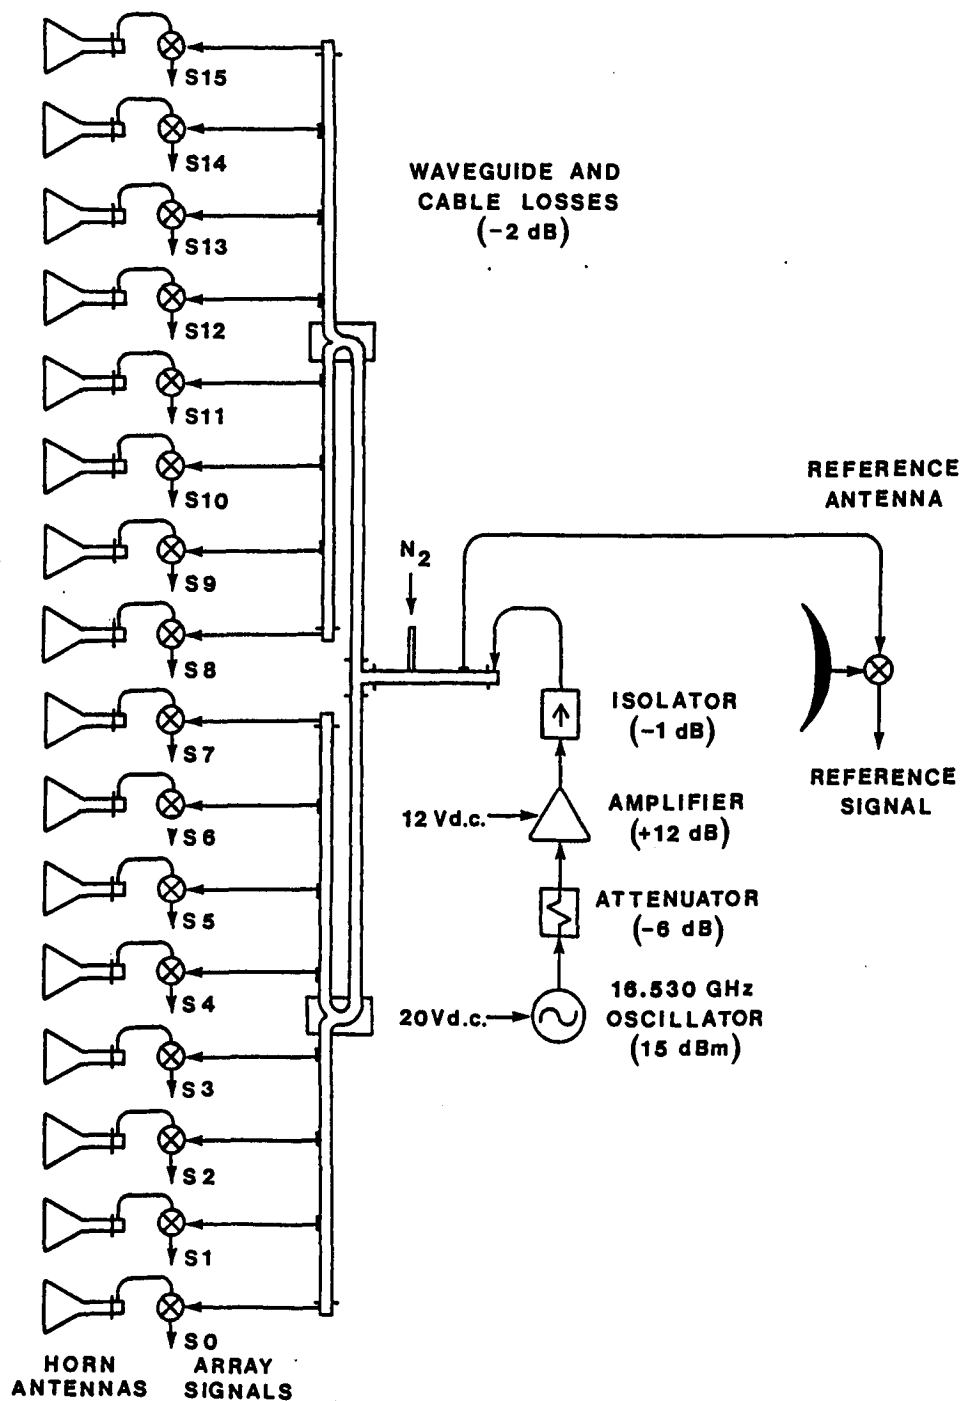 S15
S14
WAVEGUIDE AND
CABLE LOSSES
(-2 dB)
S13
S12
S11
S10
REFERENCE
ANTENNA
N2
S9
S8
ISOLATOR
(-1 dB)
S7
REFERENCE
SIGNAL
AMPLIFIER
(+12 dB)
12 Vd.c.
S6
ATTENUATOR
(-6 dB)
S5
S4
16.530 GHz
OSCILLATOR
(15 dBm)
20Vd.c.
S3
S2
S1
S0
HORN
ANTENNAS
ARRAY
SIGNALS